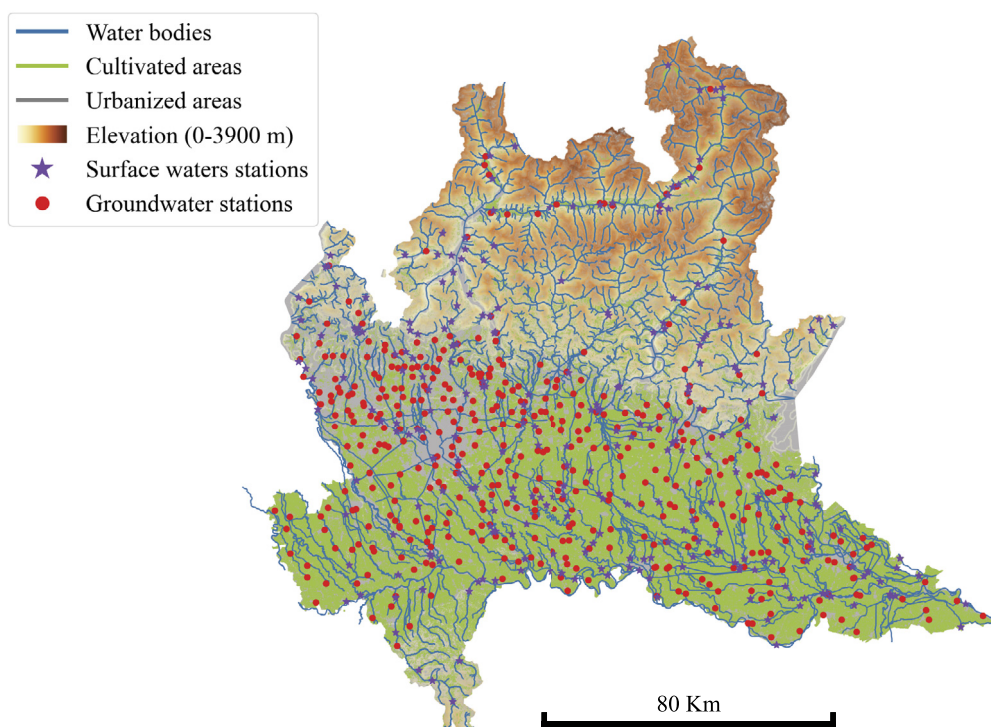 Water bodies
Cultivated areas
Urbanized areas
Elevation (0-3900 m)
Surface waters stations
Groundwater stations
80 Km